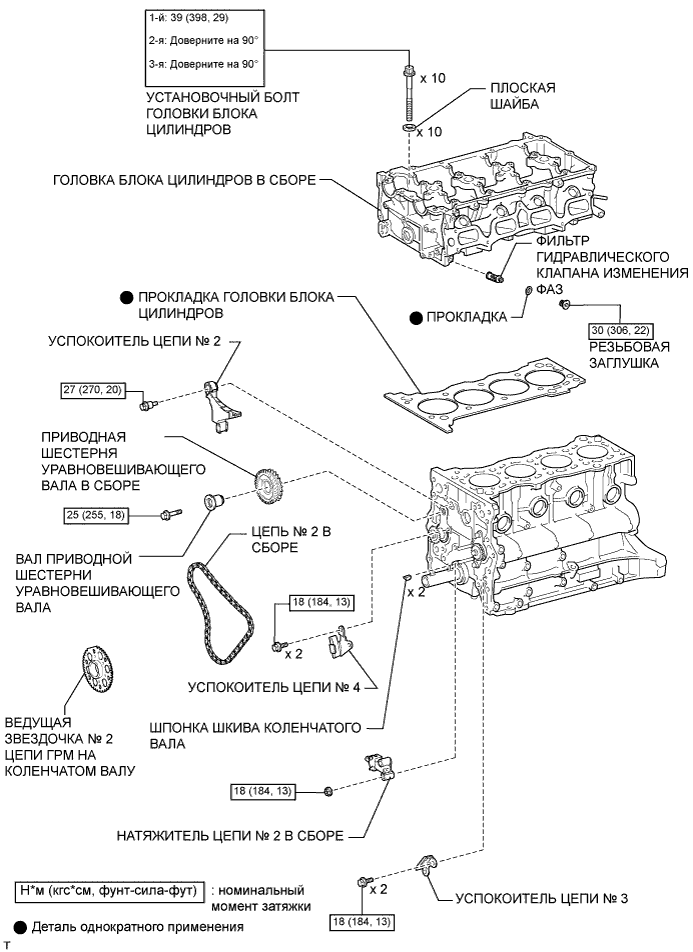 1-й: 39 (398, 29)
2-я: Доверните на 90°
3-я: Доверните на 90°
x 10
УСТАНОВОЧНЫЙ БОЛТ
ГОЛОВКИ БЛОКА
ЦИЛИНДРОВ
ПЛОСКАЯ
ШАЙБА
x 10
ГОЛОВКА БЛОКА ЦИЛИНДРОВ В СБОРЕ
ФИЛЬТР
ГИДРАВЛИЧЕСКОГО
КЛАПАНА ИЗМЕНЕНИЯ
ФАЗ
ПРОКЛАДКА ГОЛОВКИ БЛОКА
ЦИЛИНДРОВ
ПРОКЛАДКА
30 (306, 22)
РЕЗЬБОВАЯ
ЗАГЛУШКА
УСПОКОИТЕЛЬ ЦЕПИ № 2
27 (270, 20)
ПРИВОДНАЯ
ШЕСТЕРНЯ
УРАВНОВЕШИВАЮЩЕГО
ВАЛА В СБОРЕ
25 (255, 18)
ЦЕПЬ № 2 В
СБОРЕ
ВАЛ ПРИВОДНОЙ
ШЕСТЕРНИ
УРАВНОВЕШИВАЮЩЕГО
ВАЛА
x 2
18 (184, 13)
x 2
УСПОКОИТЕЛЬ ЦЕПИ № 4
ВЕДУЩАЯ
ЗВЕЗДОЧКА № 2
ЦЕПИ ГРМ НА
КОЛЕНЧАТОМ ВАЛУ
ШПОНКА ШКИВА КОЛЕНЧАТОГО
ВАЛА
18 (184, 13)
НАТЯЖИТЕЛЬ ЦЕПИ № 2 В СБОРЕ
x 2
УСПОКОИТЕЛЬ ЦЕПИ № 3
18 (184, 13)
Н*м (кгс*см, фунт-сила-фут) : номинальный
момент затяжки
Деталь однократного применения
T